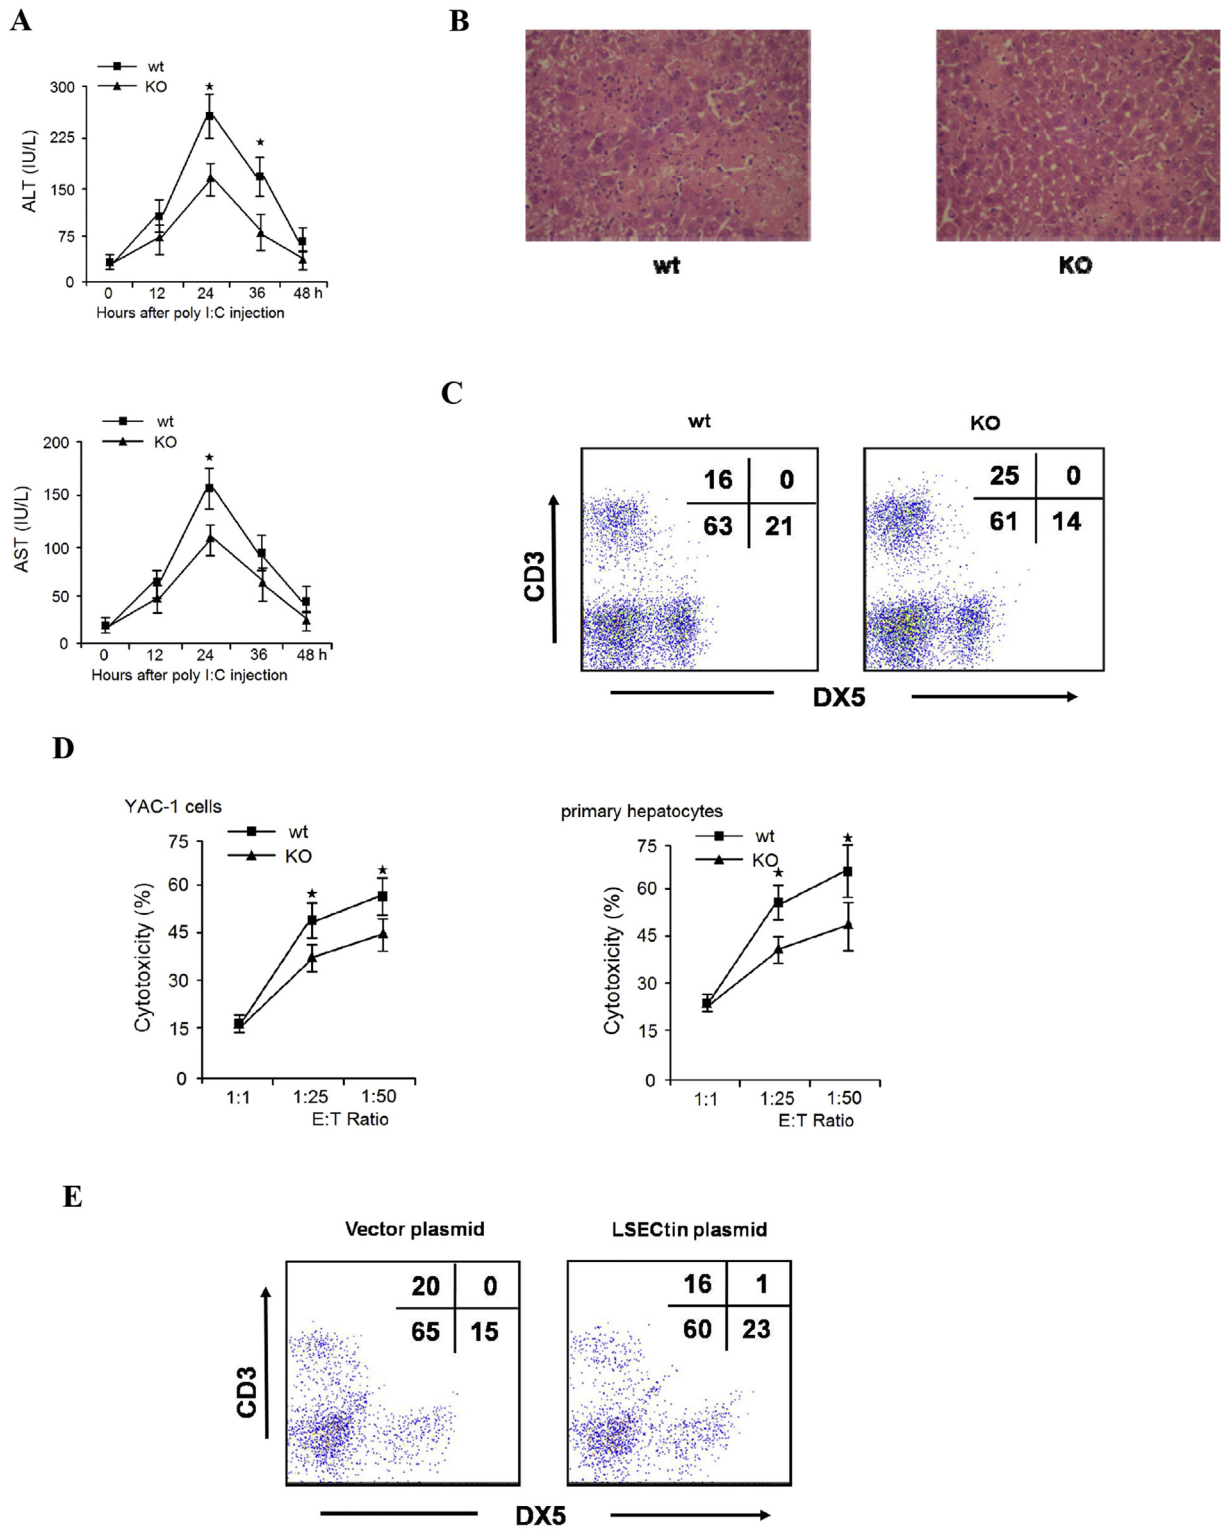 A
wt
KO
300
225
150
75
0
ALT (IU/L)
★
★
0 12 24 36 48 h
Hours after poly I:C injection
B
wt
KO
wt
KO
200
150
100
50
0
AST (IU/L)
★
0 12 24 36 48 h
Hours after poly I:C injection
C
wt
KO
16 0
63 21
25 0
61 14
CD3
DX5
D
YAC-1 cells
wt
KO
75
60
45
30
15
0
Cytotoxicity (%)
★
★
1:1 1:25 1:50
E:T Ratio
primary hepatocytes
wt
KO
75
60
45
30
15
0
Cytotoxicity (%)
★
★
1:1 1:25 1:50
E:T Ratio
E
Vector plasmid
LSECtin plasmid
20 0
65 15
16 1
60 23
CD3
DX5